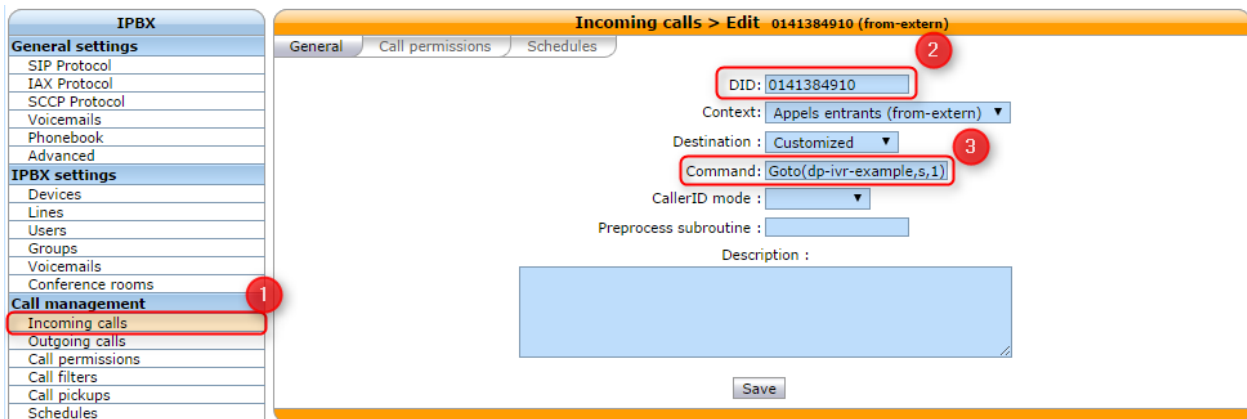 IPBX
General settings
SIP Protocol
IAX Protocol
SCCP Protocol
Voicemails
Phonebook
Advanced
IPBX settings
Devices
Lines
Users
Groups
Voicemails
Conference rooms
Call management
Incoming calls
Outgoing calls
Call permissions
Call filters
Call pickups
Schedules
1
Incoming calls > Edit 0141384910 (from-extern)
General Call permissions Schedules
2
DID: 0141384910
Context: Appels entrants (from-extern)
Destination : Customized
3
Command: Goto(dp-ivr-example,s,1)
CallerID mode :
Preprocess subroutine :
Description :
Save